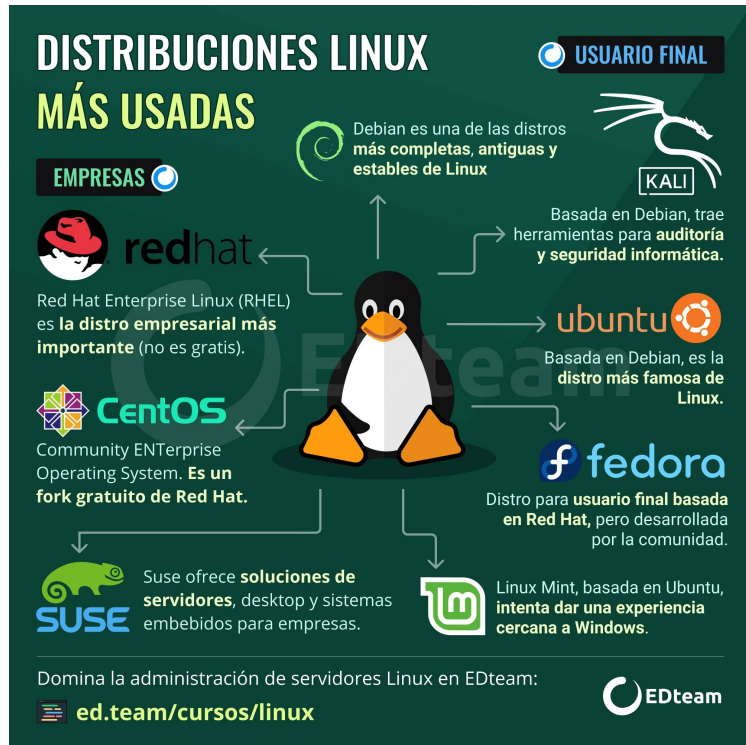 DISTRIBUCIONES LINUX
MÁS USADAS
USUARIO FINAL
EMPRESAS
Debian es una de las distros
más completas, antiguas y
estables de Linux
KALI
Basada en Debian, trae
herramientas para auditoría
y seguridad informática.
redhat
Red Hat Enterprise Linux (RHEL)
es la distro empresarial más
importante (no es gratis).
ubuntu
Basada en Debian, es la
distro más famosa de
Linux.
EDteam
CentOS
Community ENTerprise
Operating System. Es un
fork gratuito de Red Hat.
fedora
Distro para usuario final basada
en Red Hat, pero desarrollada
por la comunidad.
SUSE
Suse ofrece soluciones de
servidores, desktop y sistemas
embebidos para empresas.
lm
Linux Mint, basada en Ubuntu,
intenta dar una experiencia
cercana a Windows.
Domina la administración de servidores Linux en EDteam:
ed.team/cursos/linux
EDteam